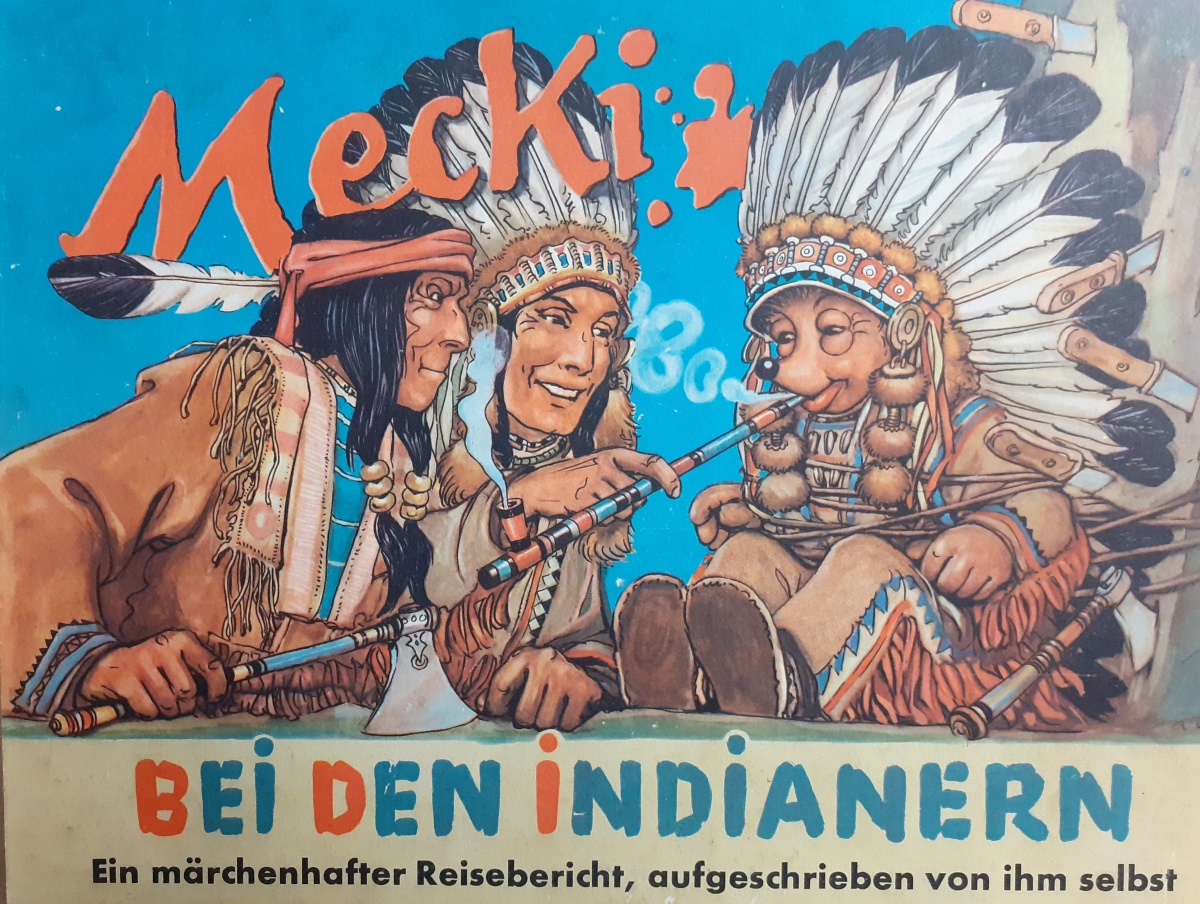 Mecki
BEI DEN INDIANERN
Ein märchenhafter Reisebericht, aufgeschrieben von ihm selbst